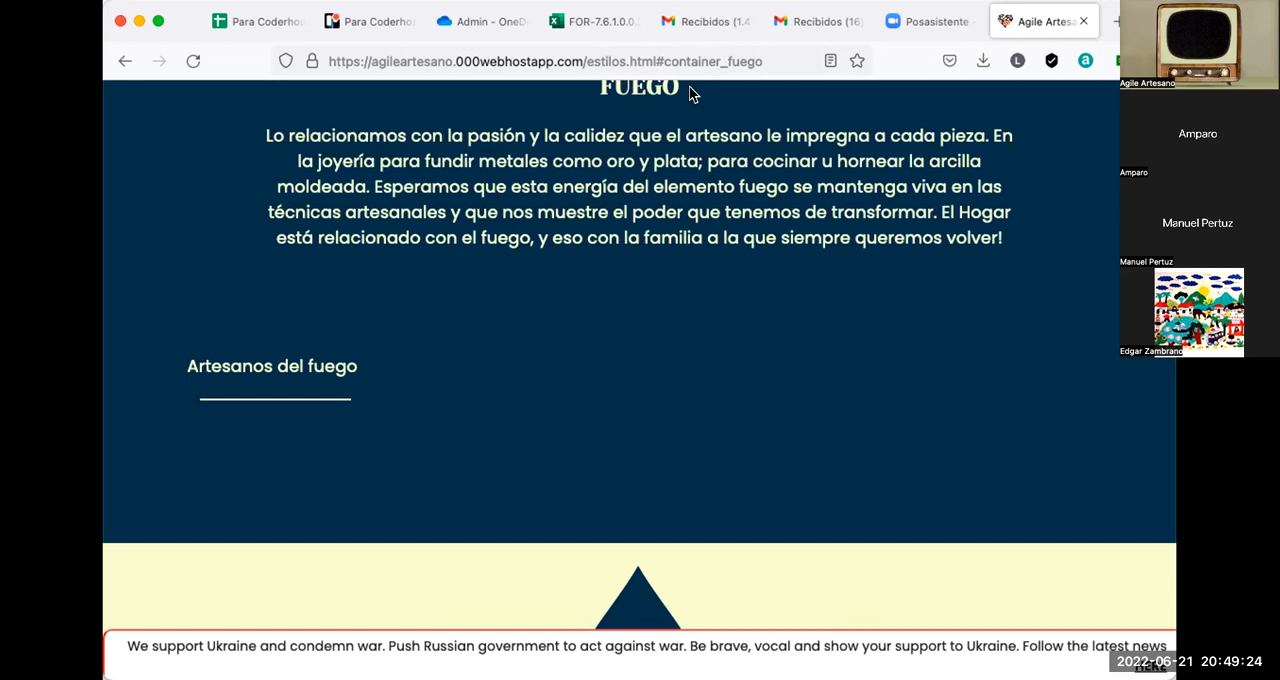 Para Coderho
Para Coderho
Admin - OneD
FOR-7.6.1.0.0.
Recibidos (1.4
Recibidos (16)
Posasistente -
Agile Artesa
https://agileartesano.000webhostapp.com/estilos.html#container_fuego
FUEGO
Lo relacionamos con la pasión y la calidez que el artesano le impregna a cada pieza. En
la joyería para fundir metales como oro y plata; para cocinar u hornear la arcilla
moldeada. Esperamos que esta energía del elemento fuego se mantenga viva en las
técnicas artesanales y que nos muestre el poder que tenemos de transformar. El Hogar
está relacionado con el fuego, y eso con la familia a la que siempre queremos volver!
Artesanos del fuego
We support Ukraine and condemn war. Push Russian government to act against war. Be brave, vocal and show your support to Ukraine. Follow the latest news
Agile Artesano
Amparo
Amparo
Manuel Pertuz
Manuel Pertuz
Edgar Zambrano
2022-06-21 20:49:24